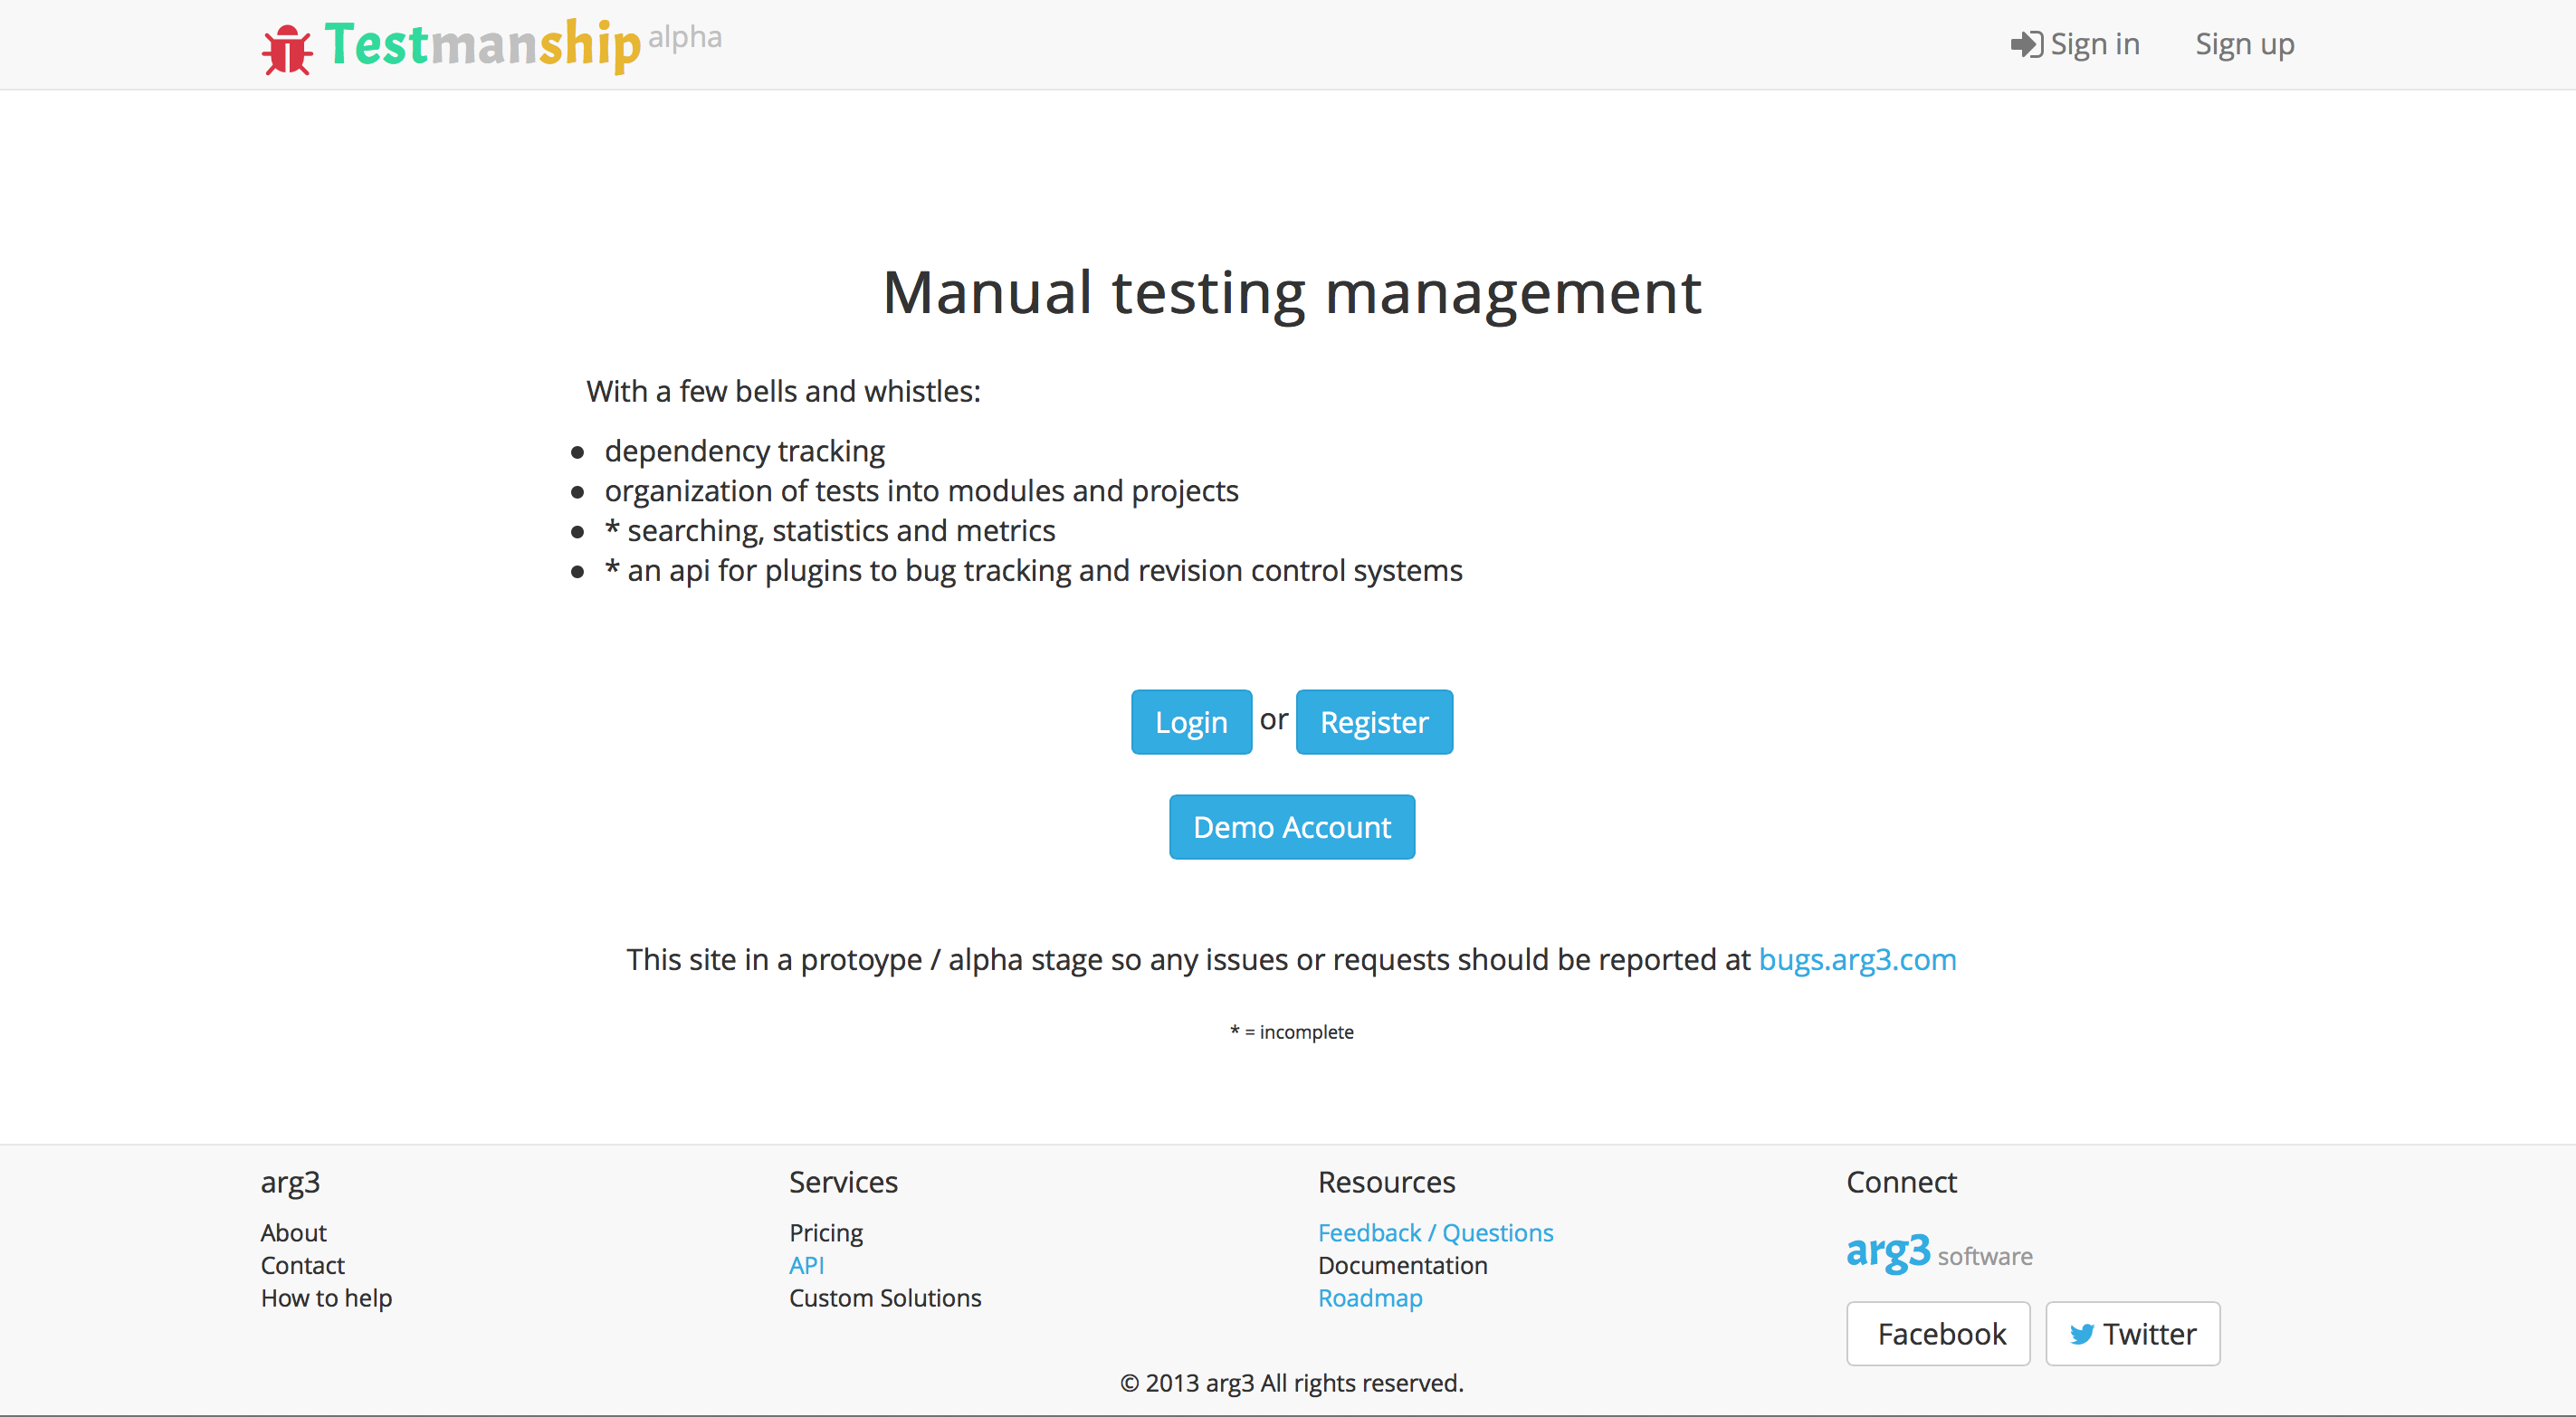 Testmanship alpha
Sign in
Sign up
Manual testing management
With a few bells and whistles:
• dependency tracking
• organization of tests into modules and projects
• * searching, statistics and metrics
• * an api for plugins to bug tracking and revision control systems
Login or Register
Demo Account
This site in a protoype / alpha stage so any issues or requests should be reported at bugs.arg3.com
* = incomplete
arg3
About
Contact
How to help
Services
Pricing
API
Custom Solutions
Resources
Feedback / Questions
Documentation
Roadmap
Connect
arg3 software
Facebook
Twitter
© 2013 arg3 All rights reserved.